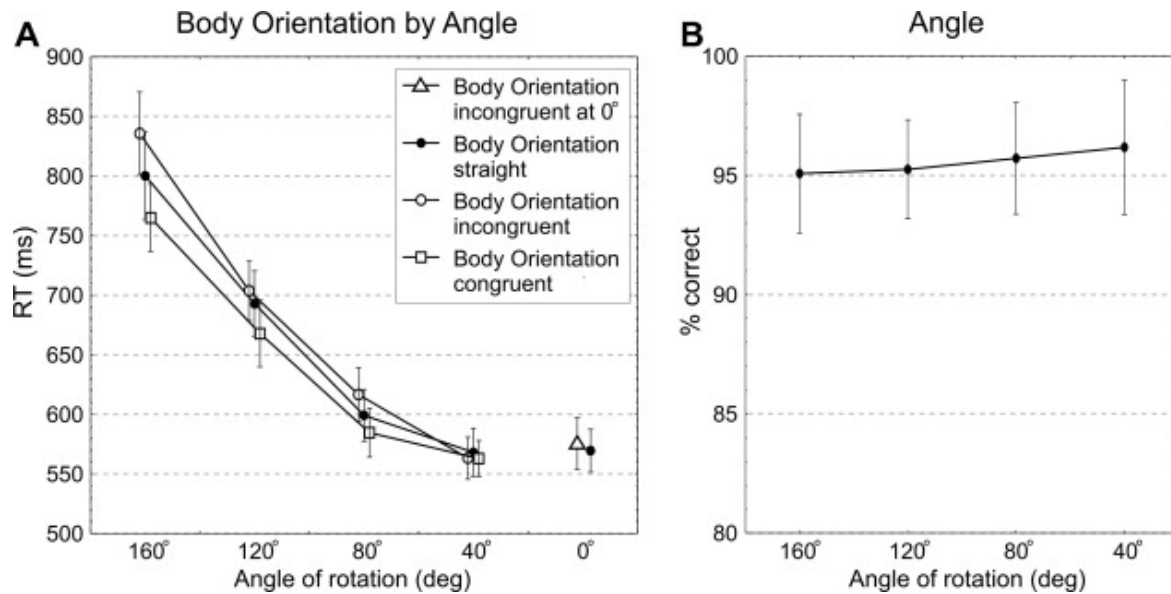 A
Body Orientation by Angle
900
850
800
750
700
650
600
550
500
RT (ms)
160°
120°
80°
40°
0°
Angle of rotation (deg)
Body Orientation
incongruent at 0°
Body Orientation
straight
Body Orientation
incongruent
Body Orientation
congruent
B
Angle
100
95
90
85
80
% correct
160°
120°
80°
40°
Angle of rotation (deg)